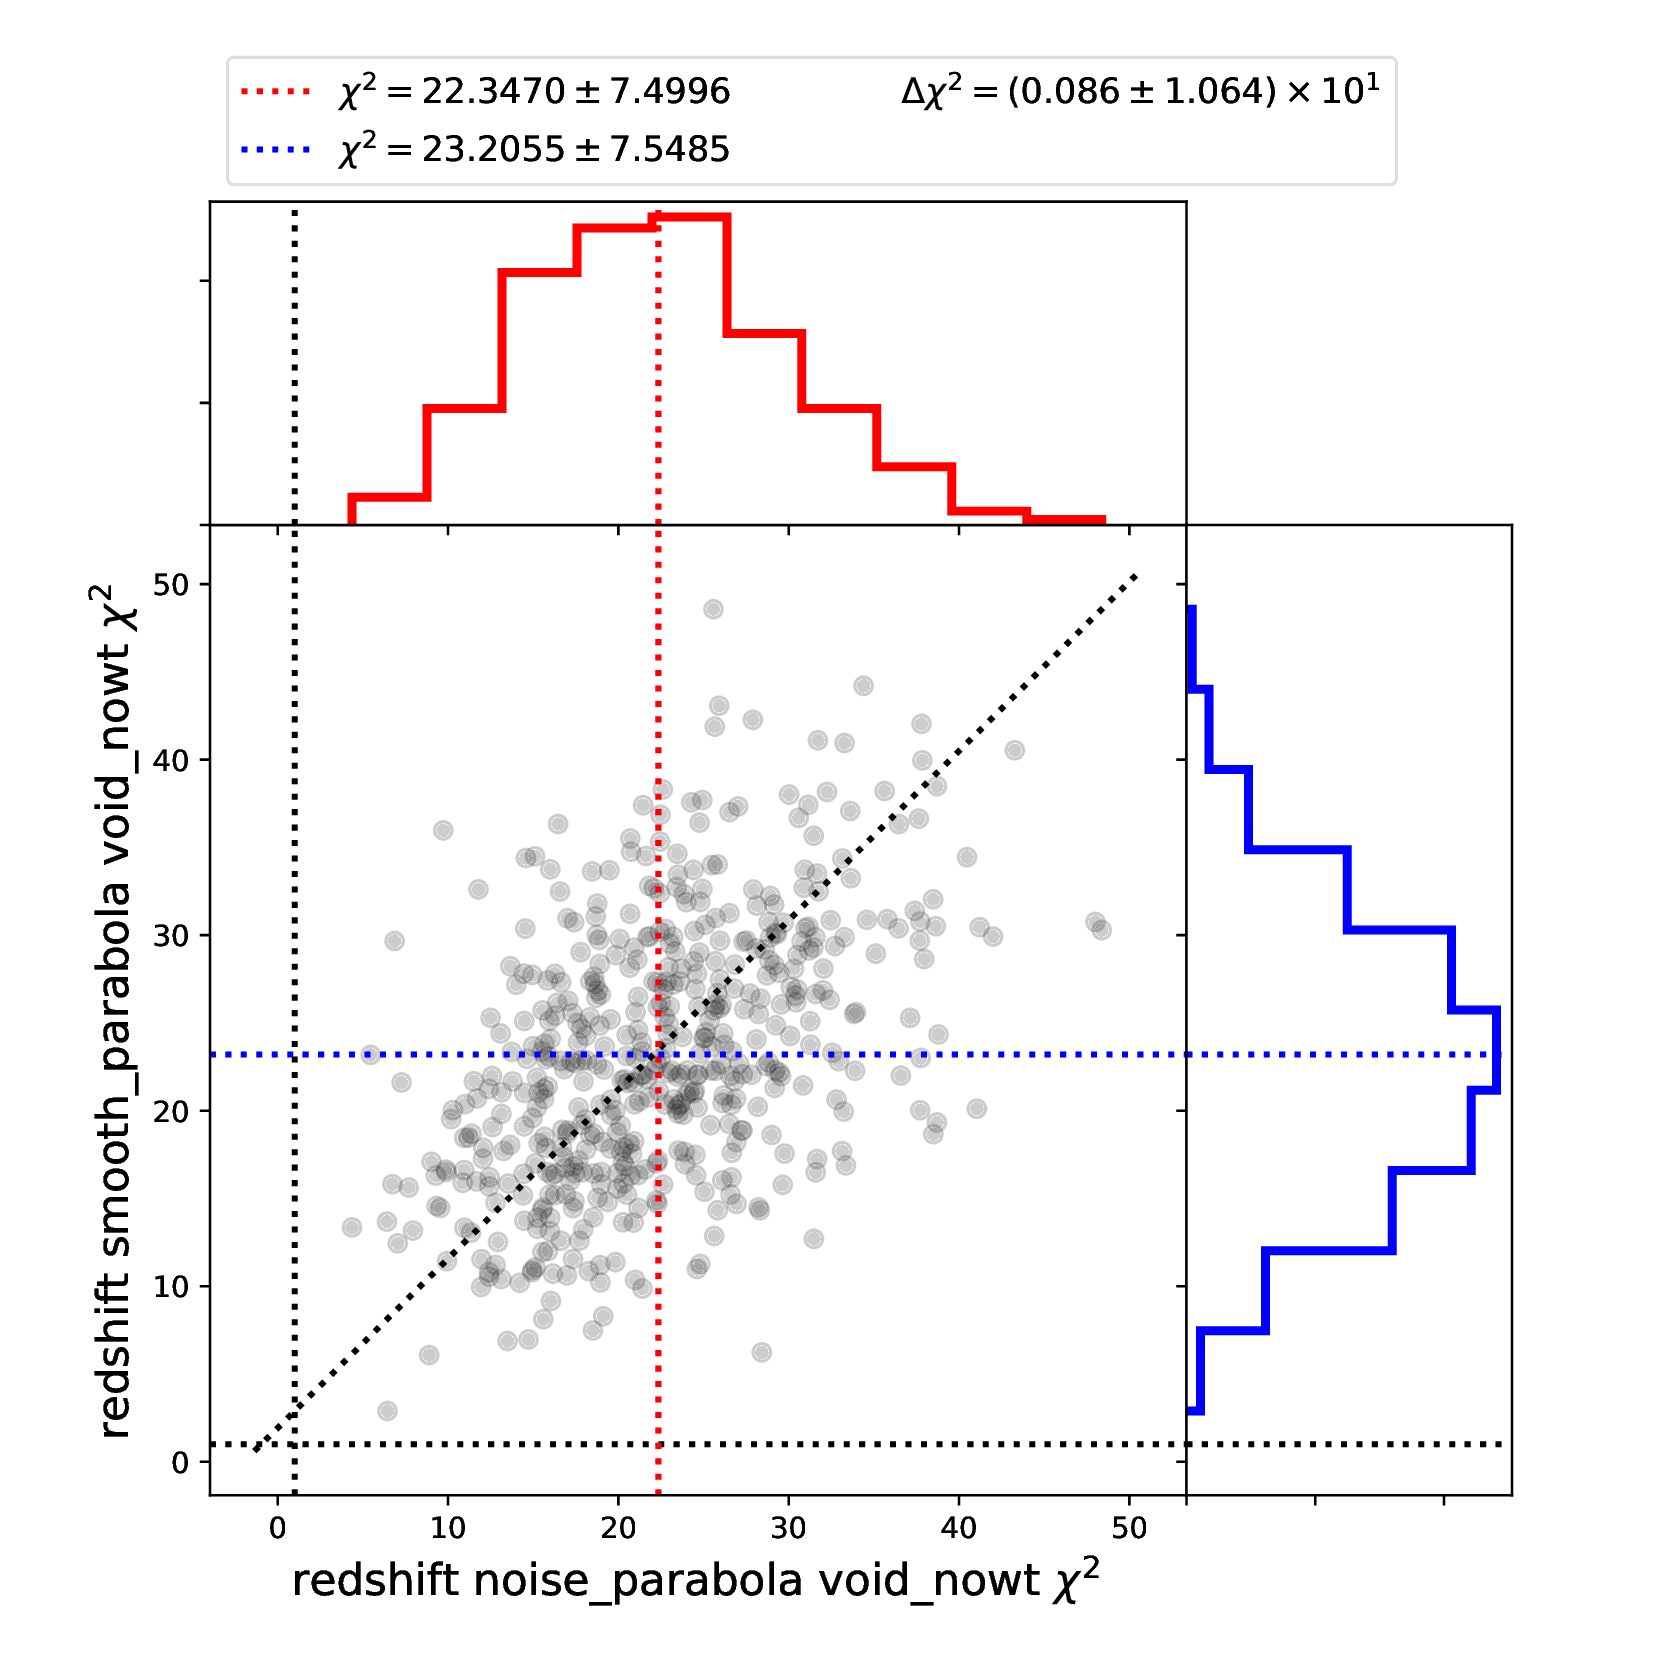 χ² = 22.3470 ± 7.4996 Δχ² = (0.086 ± 1.064) × 10¹
χ² = 23.2055 ± 7.5485
redshift smooth_parabola void_nowt χ²
50
40
30
20
10
0
0 10 20 30 40 50
redshift noise_parabola void_nowt χ²